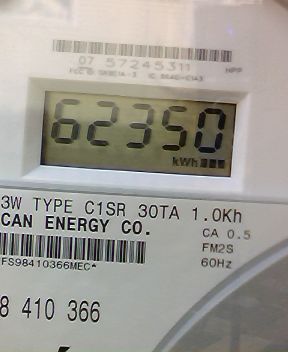 07 57245311
HPP
62350
kWh
3W TYPE C1SR 30TA 1.0Kh
CAN ENERGY CO.
CA 0.5
FM2S
60Hz
FS98410366MEC*
8 410 366